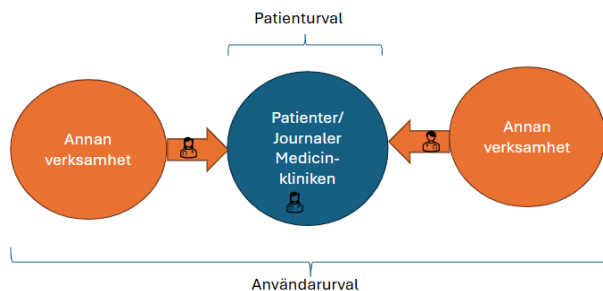 Patienturval
Annan
verksamhet
Patienter/
Journaler
Medicin-
kliniken
Annan
verksamhet
Användarurval